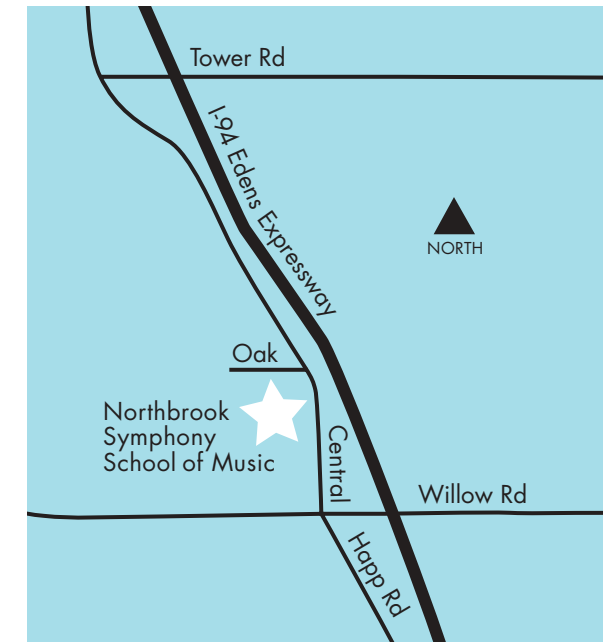 Tower Rd
I-94 Edens Expressway
NORTH
Oak
Northbrook
Symphony
School of Music
Central
Willow Rd
Happ Rd